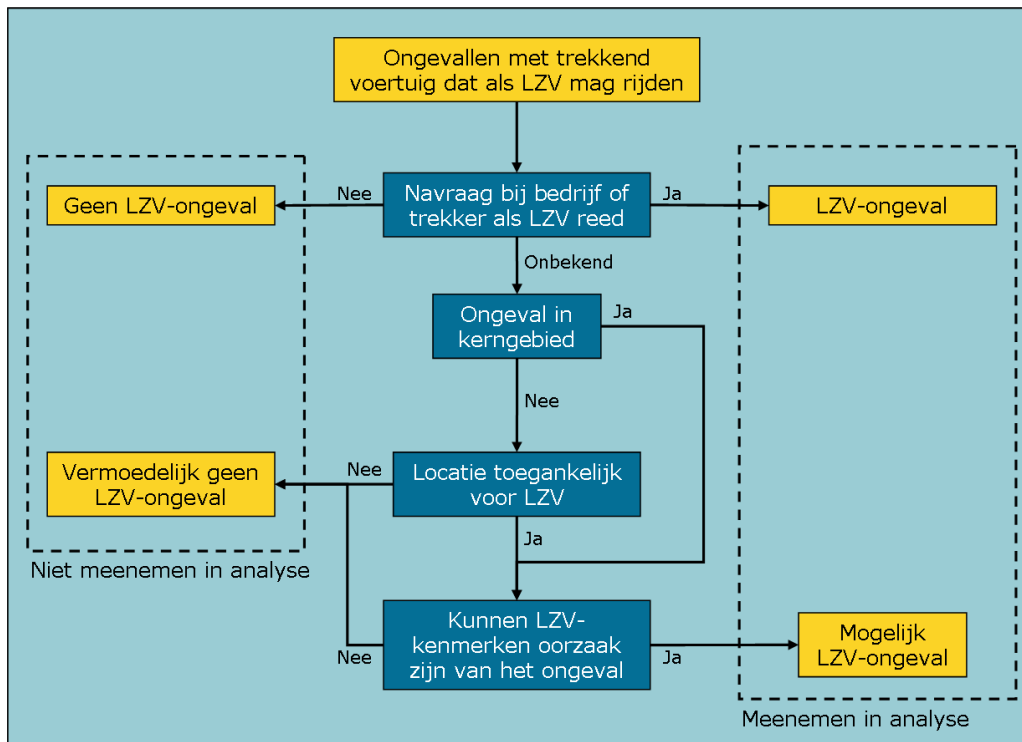 Ongevallen met trekkend
voertuig dat als LZV mag rijden
Geen LZV-ongeval
Nee
Navraag bij bedrijf of
trekker als LZV reed
Ja
LZV-ongeval
Onbekend
Ongeval in
kerngebied
Ja
Nee
Vermoedelijk geen
LZV-ongeval
Nee
Locatie toegankelijk
voor LZV
Ja
Niet meenemen in analyse
Kunnen LZV-
kenmerken oorzaak
zijn van het ongeval
Nee
Ja
Mogelijk
LZV-ongeval
Meenemen in analyse